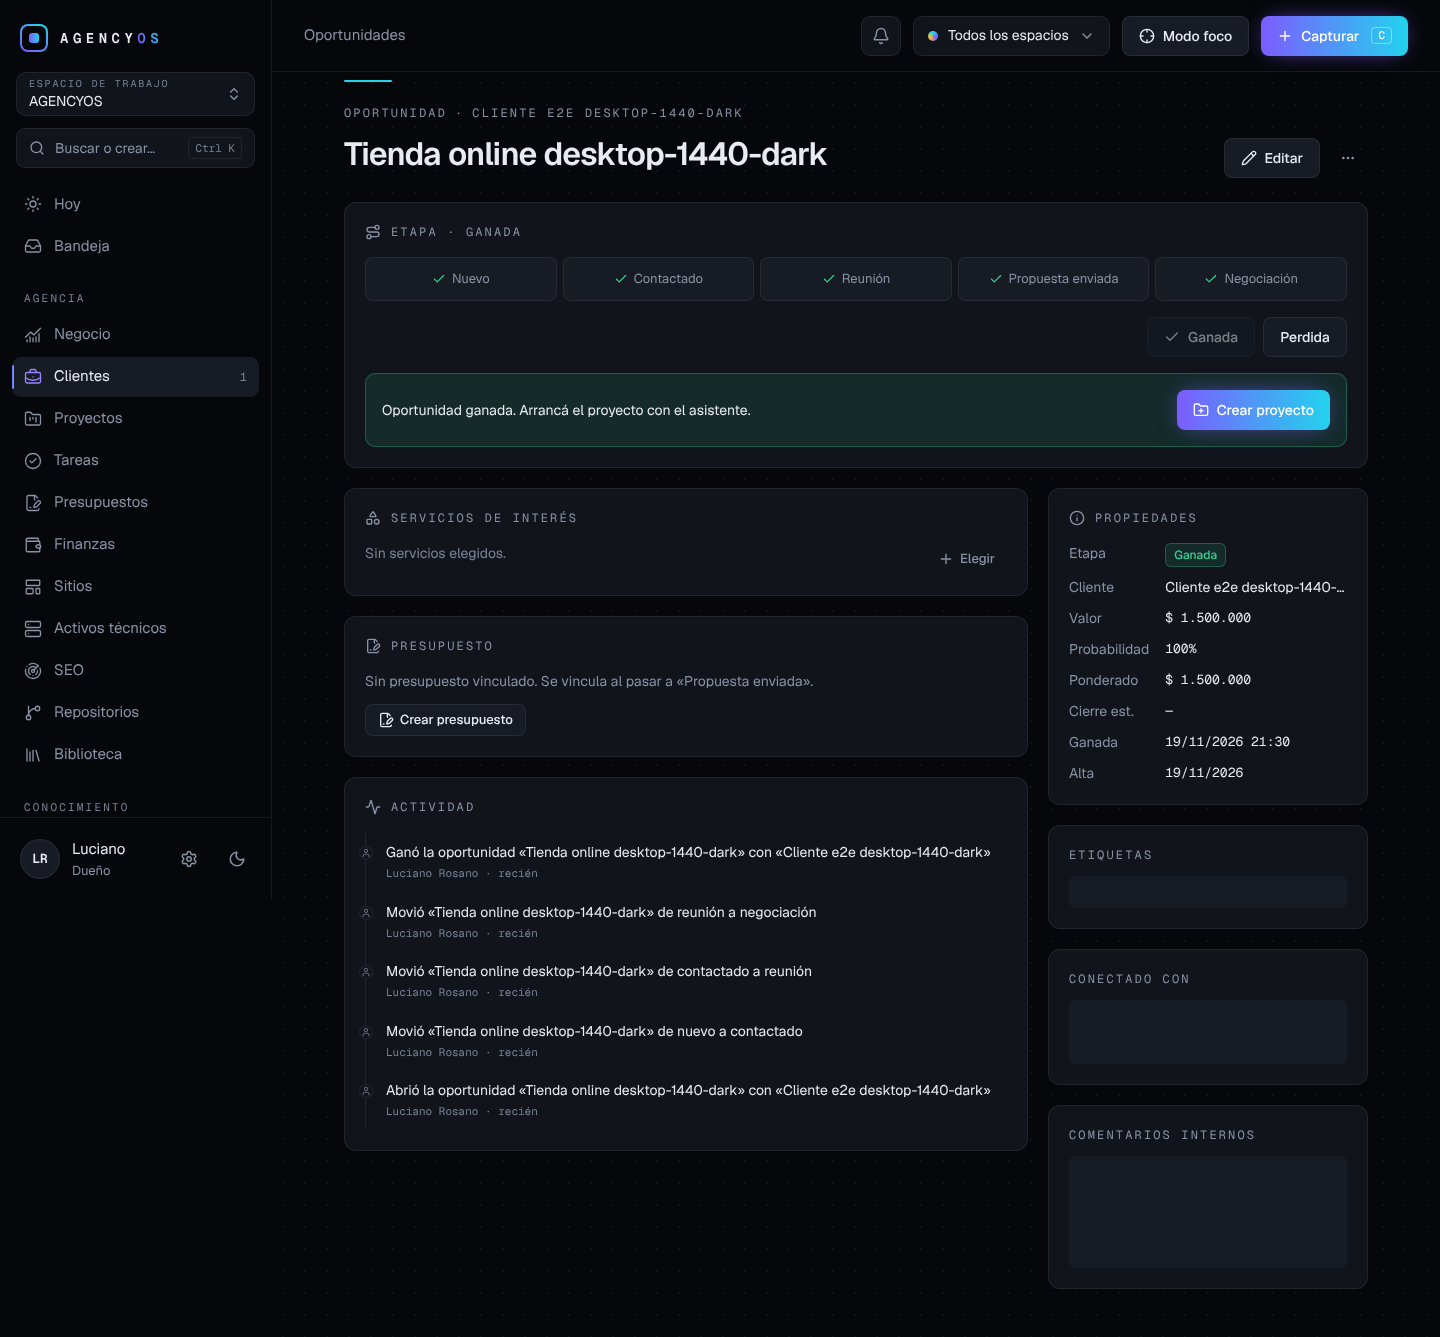 AGENCYOS
ESPACIO DE TRABAJO
AGENCYOS
Buscar o crear…
Ctrl K
Hoy
Bandeja
AGENCIA
Negocio
Clientes
1
Proyectos
Tareas
Presupuestos
Finanzas
Sitios
Activos técnicos
SEO
Repositorios
Biblioteca
CONOCIMIENTO
LR
Luciano
Dueño
Oportunidades
Todos los espacios
Modo foco
Capturar
C
OPORTUNIDAD · CLIENTE E2E DESKTOP-1440-DARK
Tienda online desktop-1440-dark
Editar
ETAPA · GANADA
Nuevo
Contactado
Reunión
Propuesta enviada
Negociación
Ganada
Perdida
Oportunidad ganada. Arrancá el proyecto con el asistente.
Crear proyecto
SERVICIOS DE INTERÉS
Sin servicios elegidos.
Elegir
PRESUPUESTO
Sin presupuesto vinculado. Se vincula al pasar a «Propuesta enviada».
Crear presupuesto
ACTIVIDAD
Ganó la oportunidad «Tienda online desktop-1440-dark» con «Cliente e2e desktop-1440-dark»
Luciano Rosano · recién
Movió «Tienda online desktop-1440-dark» de reunión a negociación
Luciano Rosano · recién
Movió «Tienda online desktop-1440-dark» de contactado a reunión
Luciano Rosano · recién
Movió «Tienda online desktop-1440-dark» de nuevo a contactado
Luciano Rosano · recién
Abrió la oportunidad «Tienda online desktop-1440-dark» con «Cliente e2e desktop-1440-dark»
Luciano Rosano · recién
PROPIEDADES
Etapa Ganada
Cliente Cliente e2e desktop-1440-…
Valor $ 1.500.000
Probabilidad 100%
Ponderado $ 1.500.000
Cierre est. —
Ganada 19/11/2026 21:30
Alta 19/11/2026
ETIQUETAS
CONECTADO CON
COMENTARIOS INTERNOS